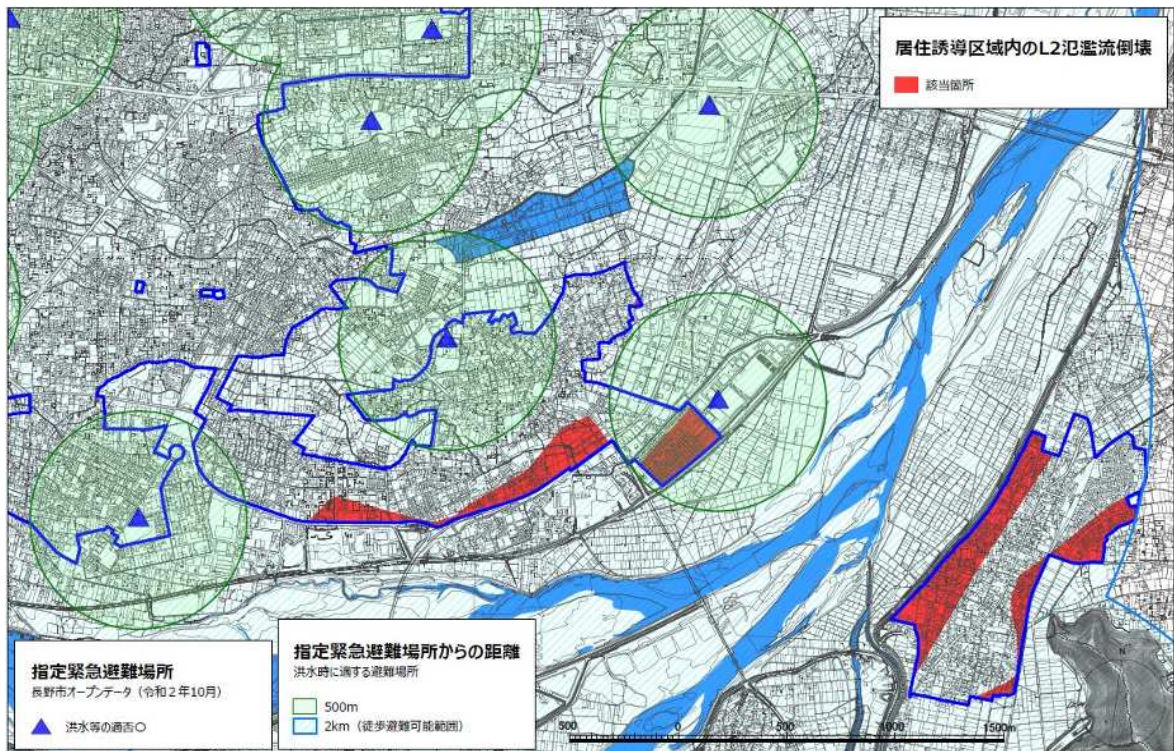 居住誘導区域内のL2氾濫流倒壊
該当箇所
指定緊急避難場所
長野市オープンデータ（令和２年10月）
洪水等の適否〇
指定緊急避難場所からの距離
洪水時に適する避難場所
500m
2km（徒歩避難可能範囲）
500 0 500 1000 1500m